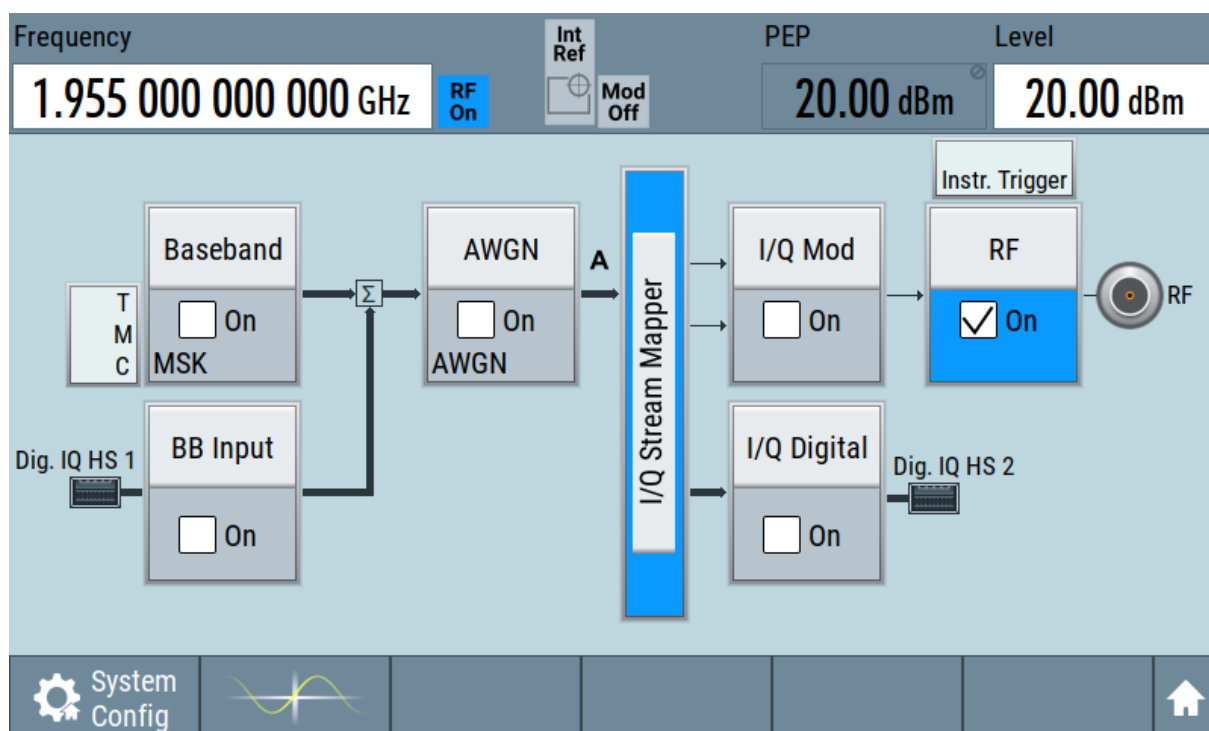 Frequency
Int
Ref
PEP
Level
1.955 000 000 000 GHz
RF
On
Mod
Off
20.00 dBm
20.00 dBm
Instr. Trigger
Baseband
On
MSK
T
M
C
Σ
AWGN
On
AWGN
A
I/Q Stream Mapper
I/Q Mod
On
RF
On
RF
Dig. IQ HS 1
BB Input
On
I/Q Digital
On
Dig. IQ HS 2
System
Config